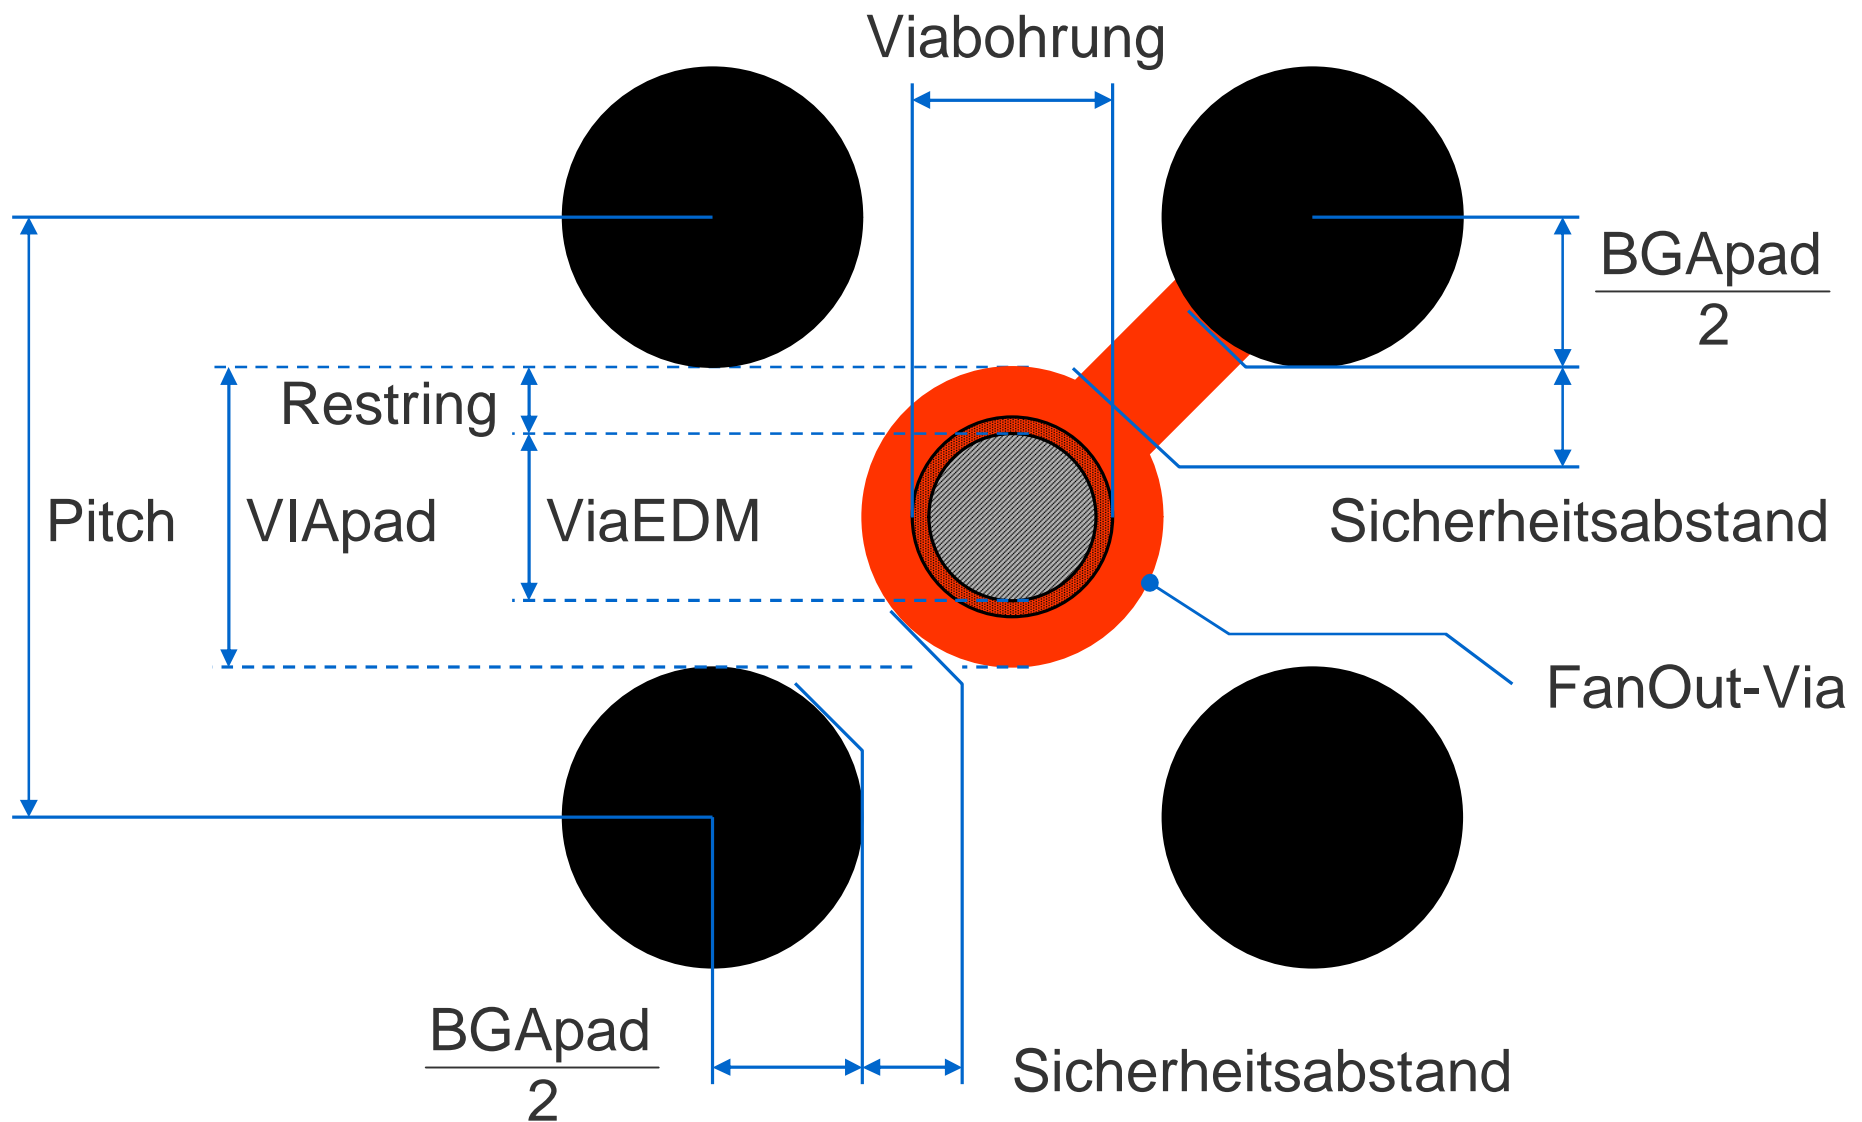 Viabohrung
BGApad
2
Restring
Pitch
VIApad
ViaEDM
Sicherheitsabstand
FanOut-Via
BGApad
2
Sicherheitsabstand